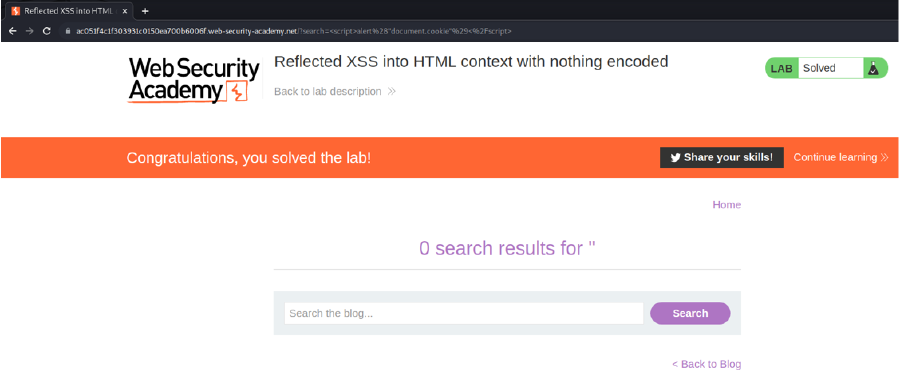 Reflected XSS into HTML
ac051f4c1f303931c0150ea700b6006f.web-security-academy.net/?search=<script>alert%28"document.cookie"%29<%2Fscript>
Web Security
Academy
Reflected XSS into HTML context with nothing encoded
Back to lab description
LAB Solved
Congratulations, you solved the lab!
Share your skills!
Continue learning
Home
0 search results for ''
Search the blog...
Search
< Back to Blog